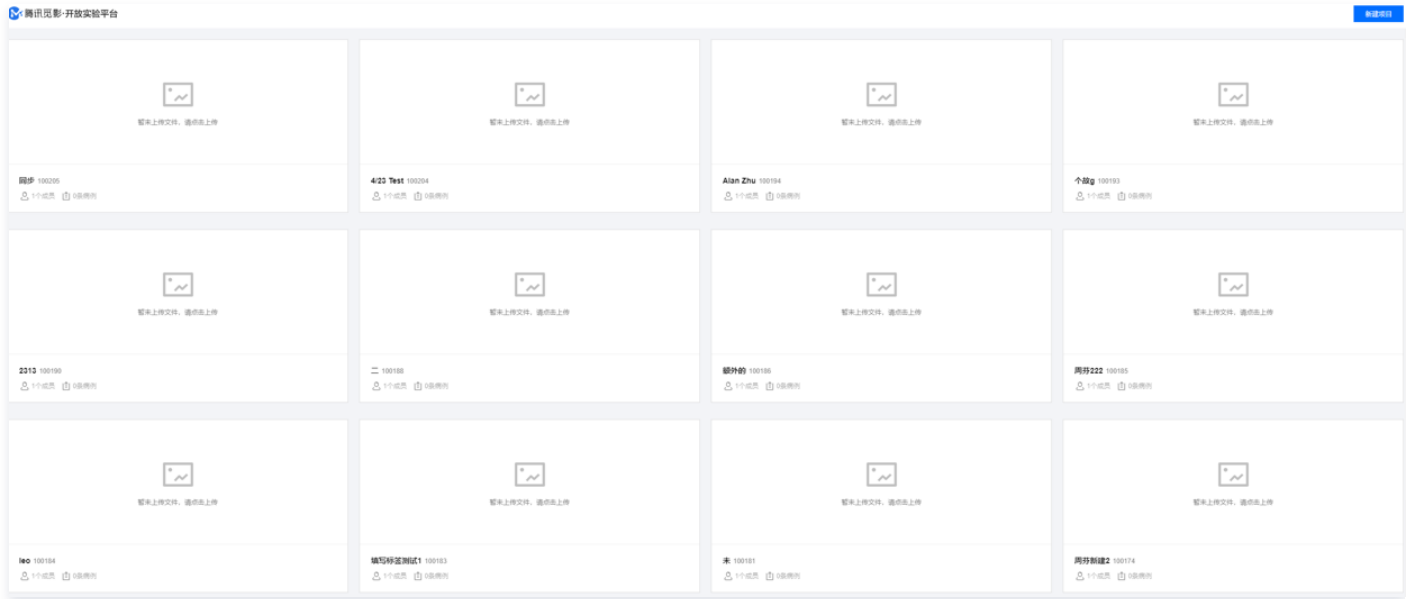 腾讯觅影·开放实验平台
新建项目
暂未上传文件，请点击上传
暂未上传文件，请点击上传
暂未上传文件，请点击上传
暂未上传文件，请点击上传
同步 100205
4/23 Test 100204
Alan Zhu 100194
个故g 100193
1个成员 0条病例
1个成员 0条病例
1个成员 0条病例
1个成员 0条病例
暂未上传文件，请点击上传
暂未上传文件，请点击上传
暂未上传文件，请点击上传
暂未上传文件，请点击上传
2313 100190
二 100188
额外的 100186
周芬222 100185
1个成员 0条病例
1个成员 0条病例
1个成员 0条病例
1个成员 0条病例
暂未上传文件，请点击上传
暂未上传文件，请点击上传
暂未上传文件，请点击上传
暂未上传文件，请点击上传
leo 100184
填写标签测试1 100183
未 100181
周芬新建2 100174
1个成员 0条病例
1个成员 0条病例
1个成员 0条病例
1个成员 0条病例